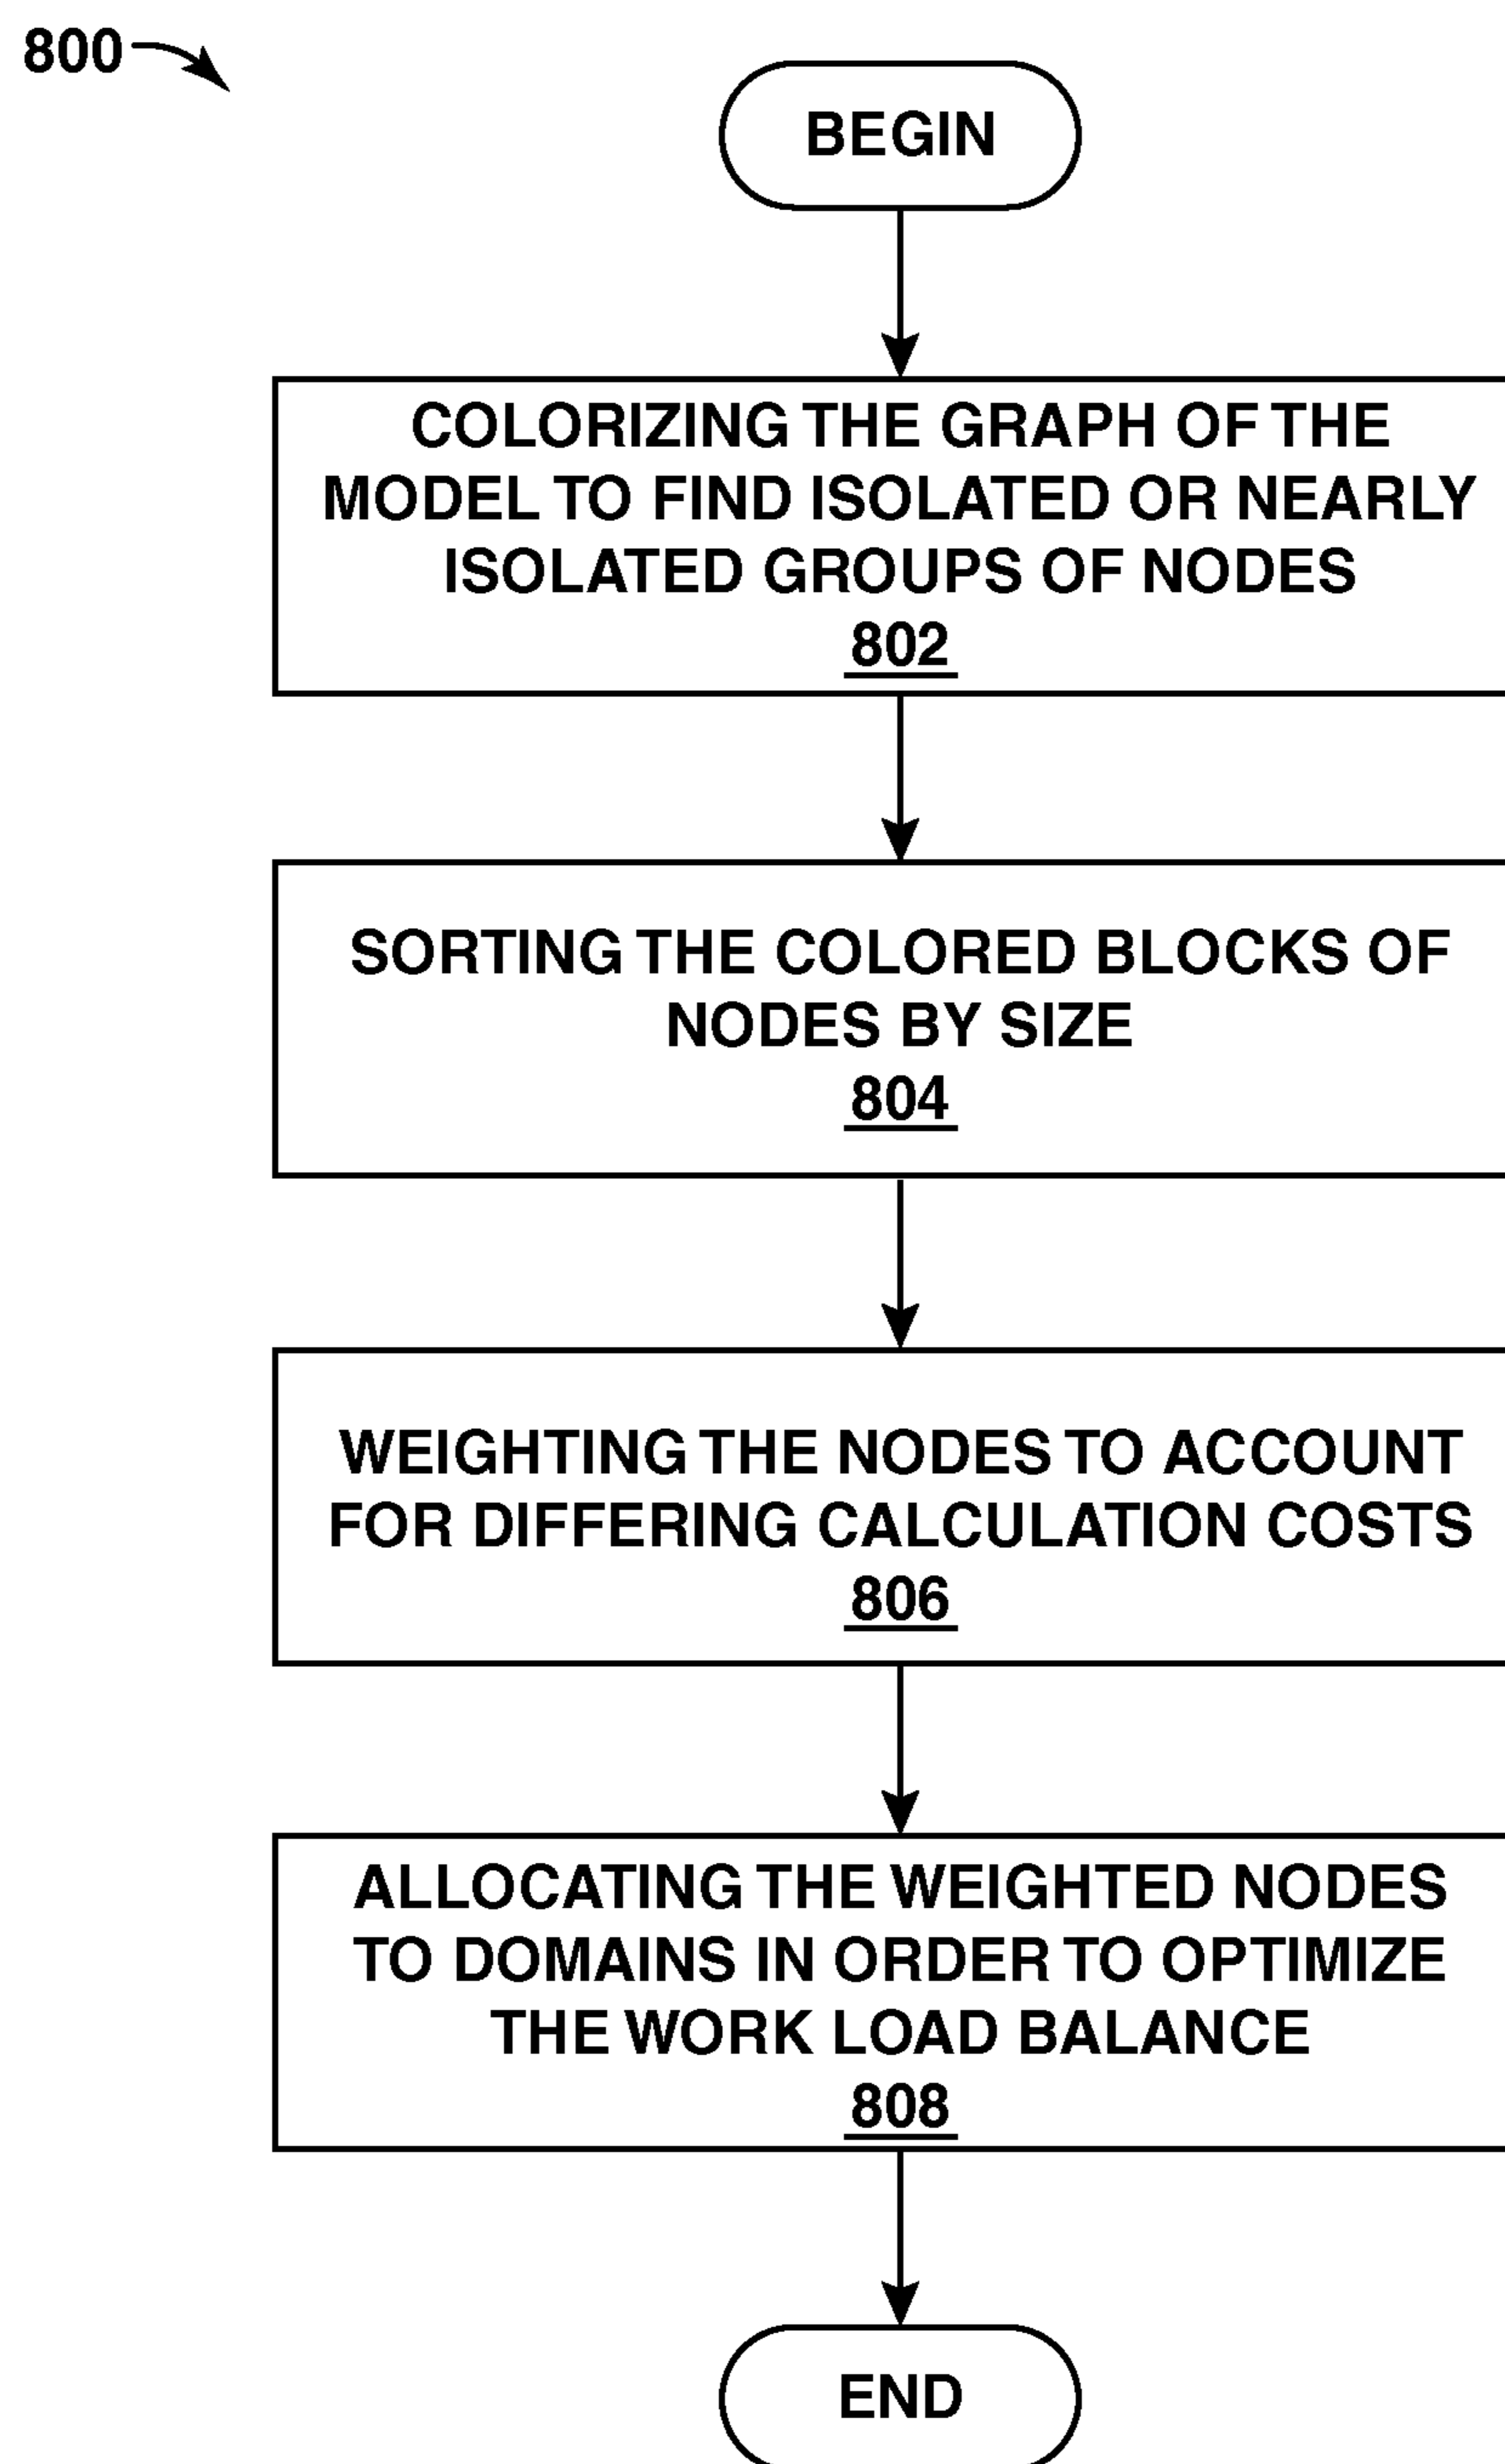 800
BEGIN
COLORIZING THE GRAPH OF THE
MODEL TO FIND ISOLATED OR NEARLY
ISOLATED GROUPS OF NODES
802
SORTING THE COLORED BLOCKS OF
NODES BY SIZE
804
WEIGHTING THE NODES TO ACCOUNT
FOR DIFFERING CALCULATION COSTS
806
ALLOCATING THE WEIGHTED NODES
TO DOMAINS IN ORDER TO OPTIMIZE
THE WORK LOAD BALANCE
808
END